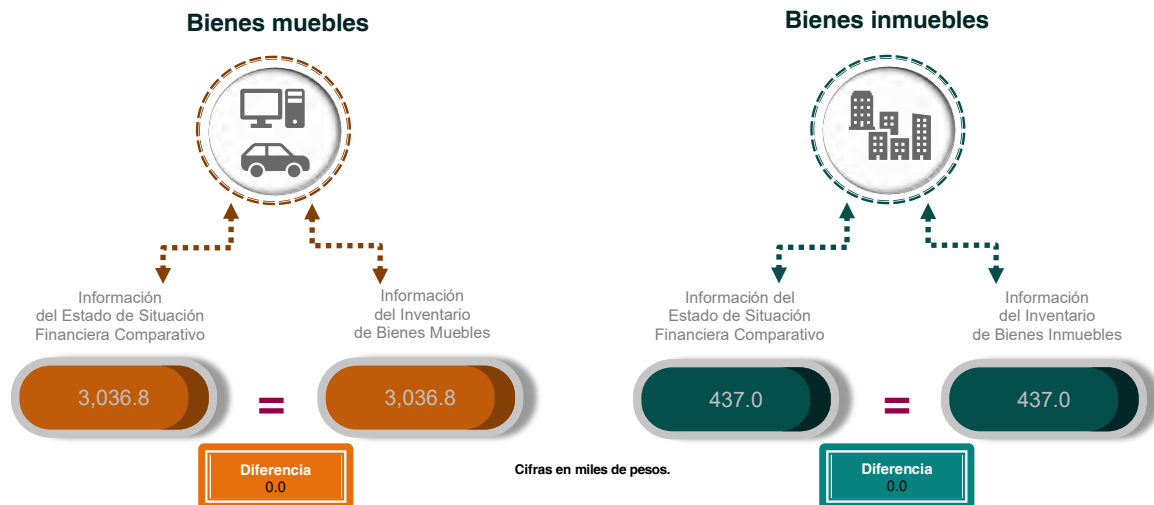 Bienes muebles
Información
del Estado de Situación
Financiera Comparativo
Información
del Inventario
de Bienes Muebles
3,036.8
=
3,036.8
Diferencia
0.0
Bienes inmuebles
Información del
Estado de Situación
Financiera Comparativo
Información
del Inventario
de Bienes Inmuebles
437.0
=
437.0
Diferencia
0.0
Cifras en miles de pesos.